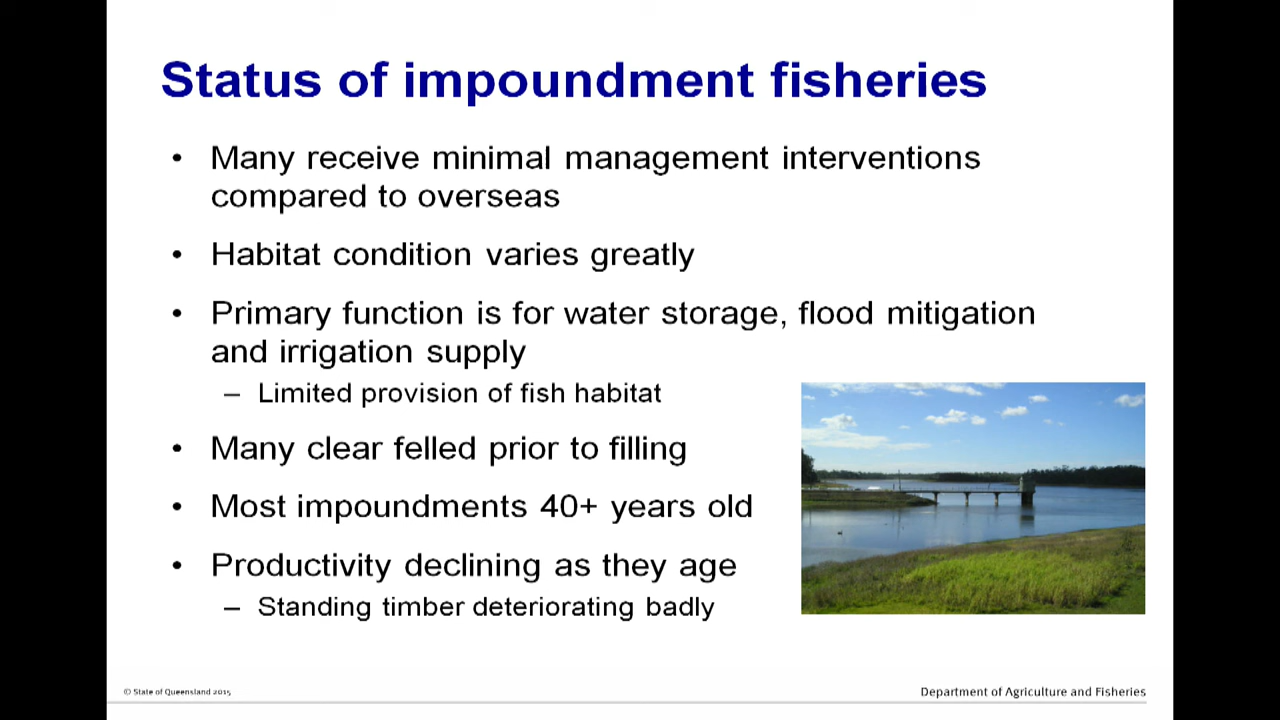 Status of impoundment fisheries
• Many receive minimal management interventions
compared to overseas
• Habitat condition varies greatly
• Primary function is for water storage, flood mitigation
and irrigation supply
– Limited provision of fish habitat
• Many clear felled prior to filling
• Most impoundments 40+ years old
• Productivity declining as they age
– Standing timber deteriorating badly
© State of Queensland 2015
Department of Agriculture and Fisheries